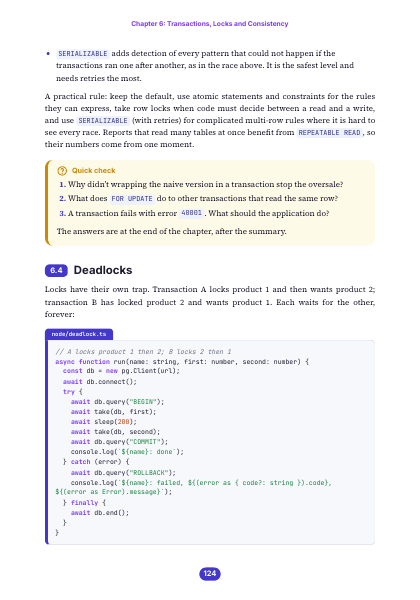 Chapter 6: Transactions, Locks and Consistency
• SERIALIZABLE adds detection of every pattern that could not happen if the
transactions ran one after another, as in the race above. It is the safest level and
needs retries the most.
A practical rule: keep the default, use atomic statements and constraints for the rules
they can express, take row locks when code must decide between a read and a write,
and use SERIALIZABLE (with retries) for complicated multi-row rules where it is hard to
see every race. Reports that read many tables at once benefit from REPEATABLE READ, so
their numbers come from one moment.
Quick check
1. Why didn't wrapping the naive version in a transaction stop the oversale?
2. What does FOR UPDATE do to other transactions that read the same row?
3. A transaction fails with error 40001. What should the application do?
The answers are at the end of the chapter, after the summary.
6.4 Deadlocks
Locks have their own trap. Transaction A locks product 1 and then wants product 2;
transaction B has locked product 2 and wants product 1. Each waits for the other,
forever:
node/deadlock.ts
// A locks product 1 then 2; B locks 2 then 1
async function run(name: string, first: number, second: number) {
  const db = new pg.Client(url);
  await db.connect();
  try {
    await db.query("BEGIN");
    await take(db, first);
    await sleep(200);
    await take(db, second);
    await db.query("COMMIT");
    console.log(`${name}: done`);
  } catch (error) {
    await db.query("ROLLBACK");
    console.log(`${name}: failed, ${(error as { code?: string }).code},
${(error as Error).message}`);
  } finally {
    await db.end();
  }
}
124